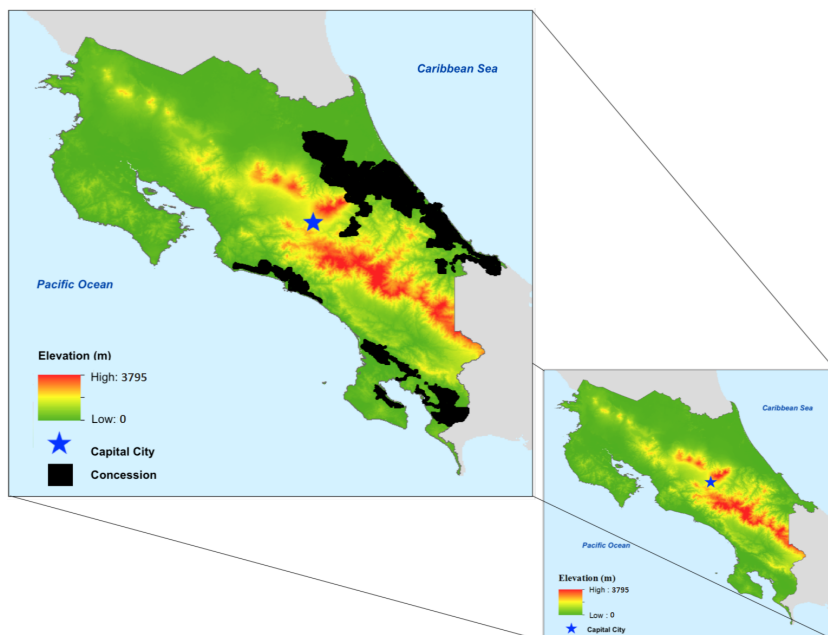 Caribbean Sea
Pacific Ocean
Elevation (m)
High: 3795
Low: 0
Capital City
Concession
Caribbean Sea
Pacific Ocean
Elevation (m)
High : 3795
Low : 0
Capital City